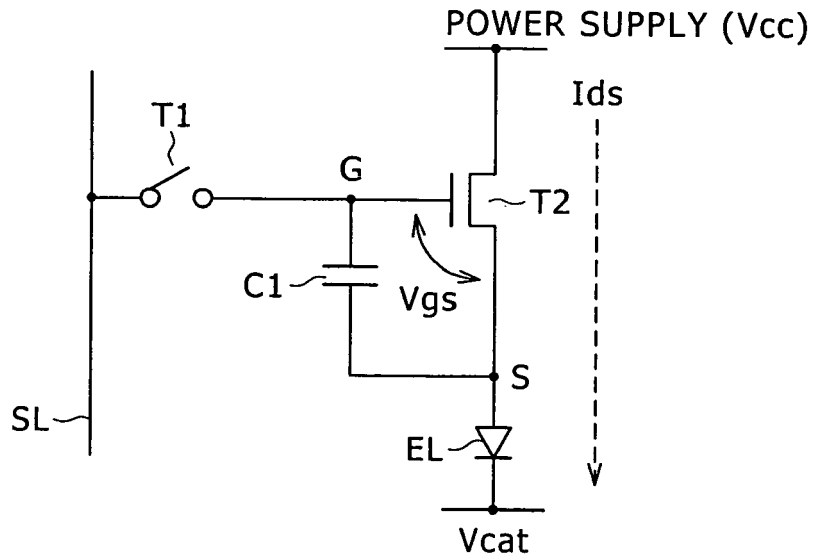 POWER SUPPLY (Vcc)
Ids
T1
G
T2
C1
Vgs
S
SL
EL
Vcat